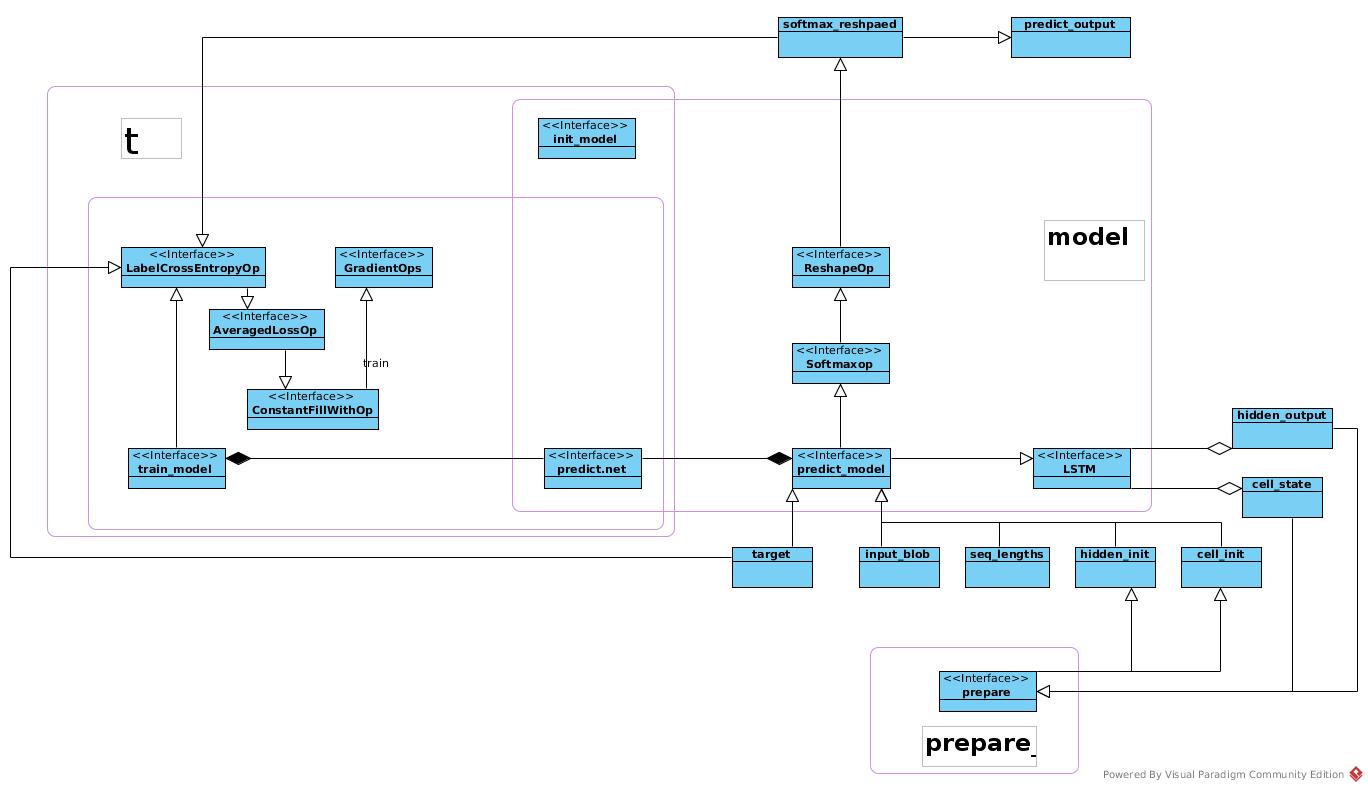 softmax_reshpaed
predict_output
<<Interface>>
init_model
t
model
<<Interface>>
LabelCrossEntropyOp
<<Interface>>
GradientOps
<<Interface>>
ReshapeOp
<<Interface>>
AveragedLossOp
train
<<Interface>>
Softmaxop
<<Interface>>
ConstantFillWithOp
hidden_output
<<Interface>>
train_model
<<Interface>>
predict.net
<<Interface>>
predict_model
<<Interface>>
LSTM
cell_state
target
input_blob
seq_lengths
hidden_init
cell_init
<<Interface>>
prepare
prepare_
Powered By Visual Paradigm Community Edition